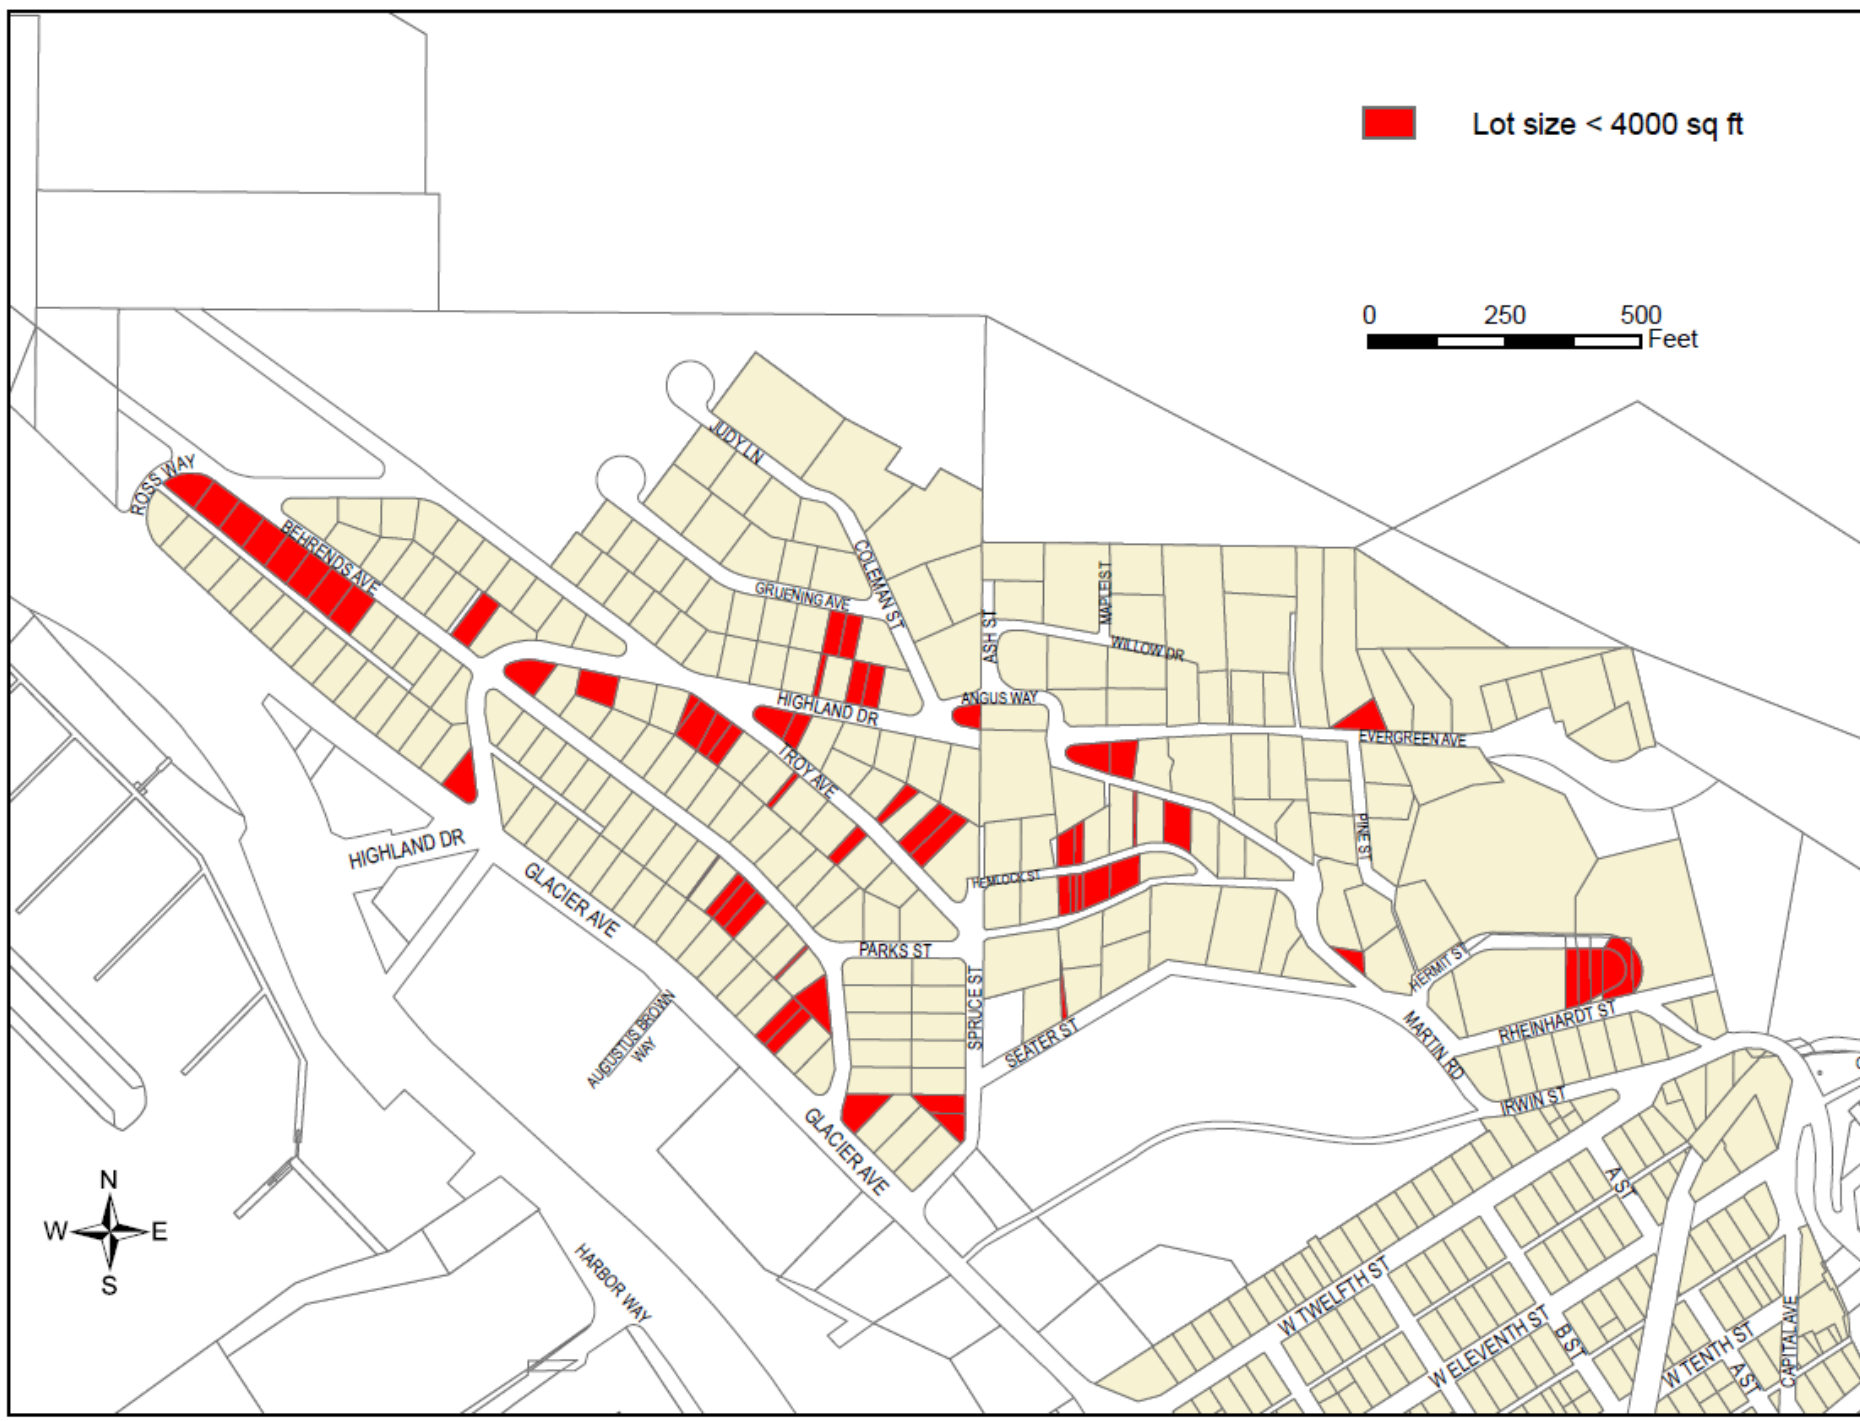 Lot size < 4000 sq ft
0 250 500
Feet
JUDY LN
ROSS WAY
BEHRENDS AVE
COLEMAN ST
GRUENING AVE
MAPLE ST
ASH ST
WILLOW DR
ANGUS WAY
HIGHLAND DR
EVERGREEN AVE
TROY AVE
PINE ST
HIGHLAND DR
HEMLOCK ST
GLACIER AVE
PARKS ST
HERMIT ST
SPRUCE ST
RHEINHARDT ST
AUGUSTUS BROWN
WAY
SEATER ST
MARTIN RD
IRWIN ST
GLACIER AVE
A ST
N
W E
S
HARBOR WAY
W TWELFTH ST
W ELEVENTH ST
B ST
W TENTH ST
A ST
CAPITAL AVE